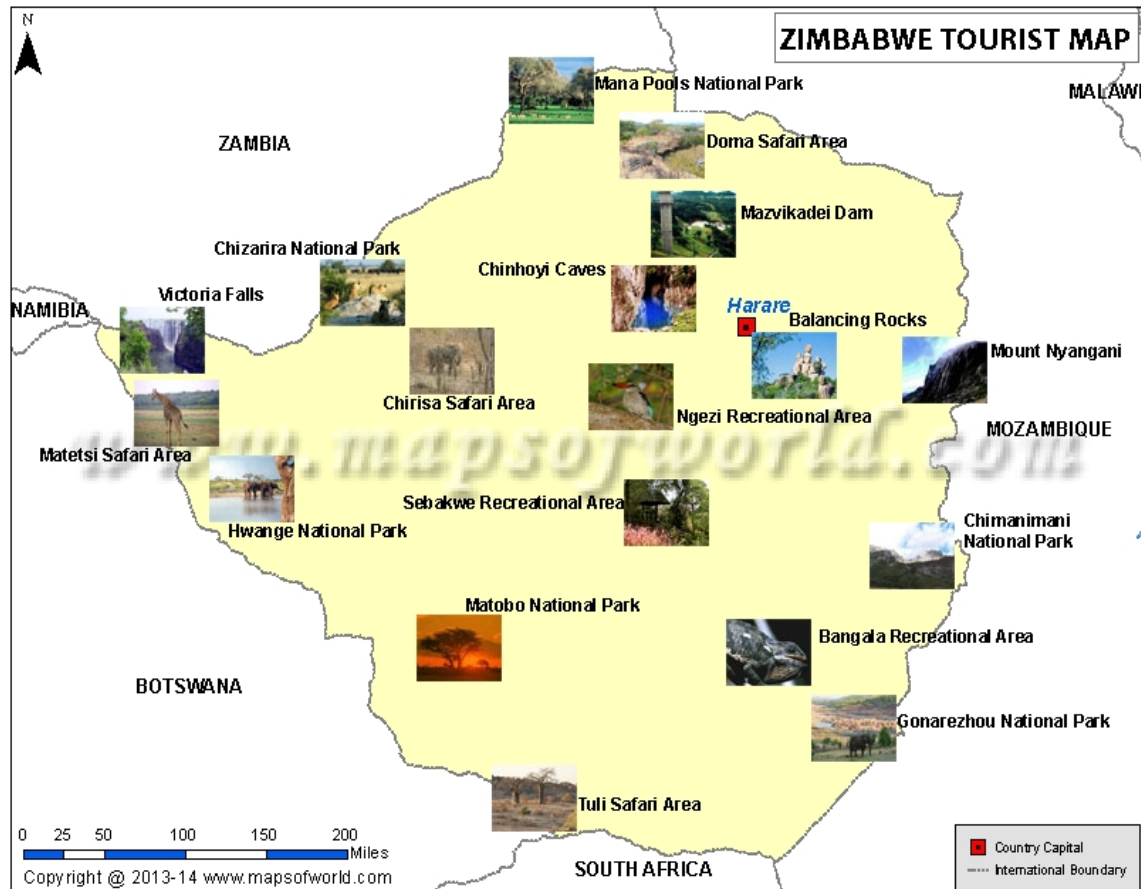 N
ZIMBABWE TOURIST MAP
Mana Pools National Park
MALAWI
ZAMBIA
Doma Safari Area
Mazvikadei Dam
Chizarira National Park
Chinhoyi Caves
Victoria Falls
NAMIBIA
Harare
Balancing Rocks
Mount Nyangani
Chirisa Safari Area
Ngezi Recreational Area
MOZAMBIQUE
www.mapsofworld.com
Matetsi Safari Area
Sebakwe Recreational Area
Hwange National Park
Chimanimani
National Park
Matobo National Park
Bangala Recreational Area
BOTSWANA
Gonarezhou National Park
Tuli Safari Area
0 25 50 100 150 200
Miles
Copyright @ 2013-14 www.mapsofworld.com
SOUTH AFRICA
Country Capital
International Boundary